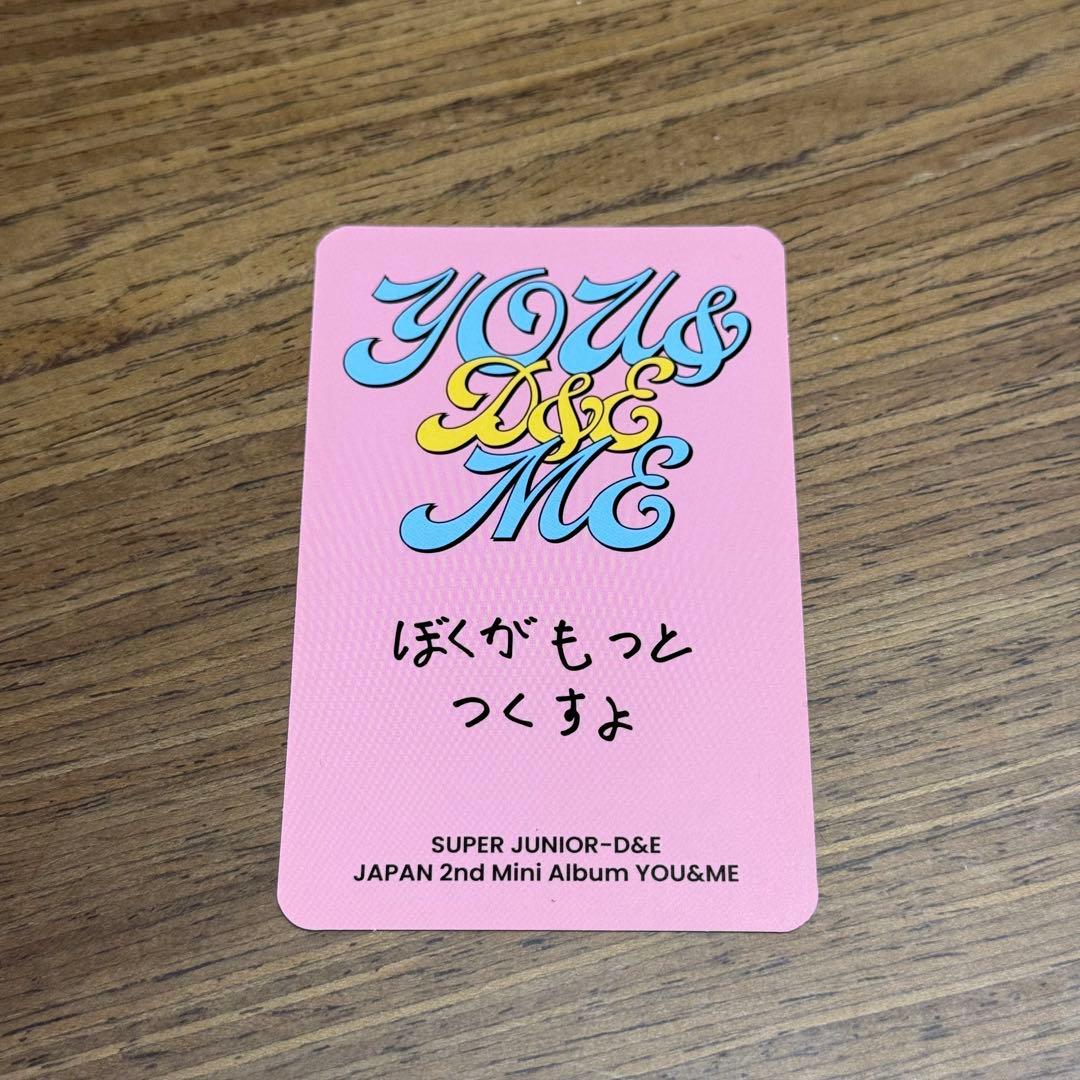 YOU&
D&E
ME
ぼくがもっと
つくすよ
SUPER JUNIOR-D&E
JAPAN 2nd Mini Album YOU&ME